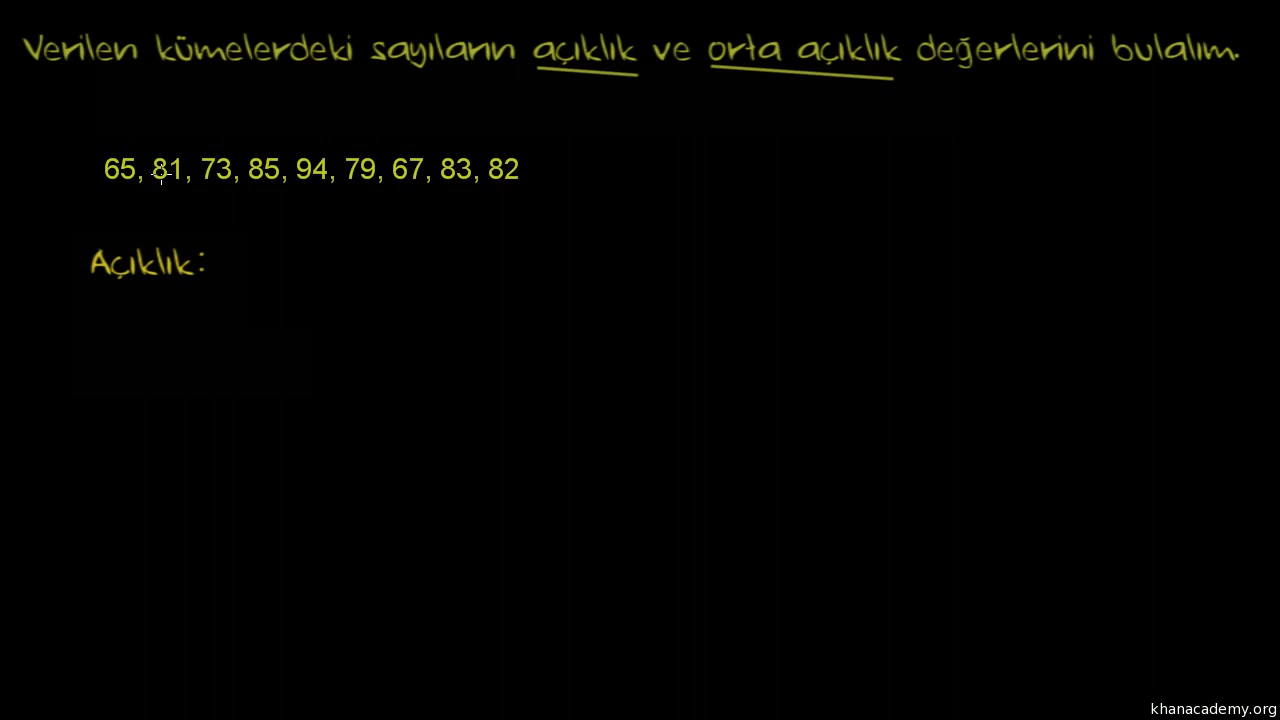 Verilen kümelerdeki sayıların açıklık ve orta açıklık değerlerini bulalım.
65, 81, 73, 85, 94, 79, 67, 83, 82
Açıklık:
khanacademy.org